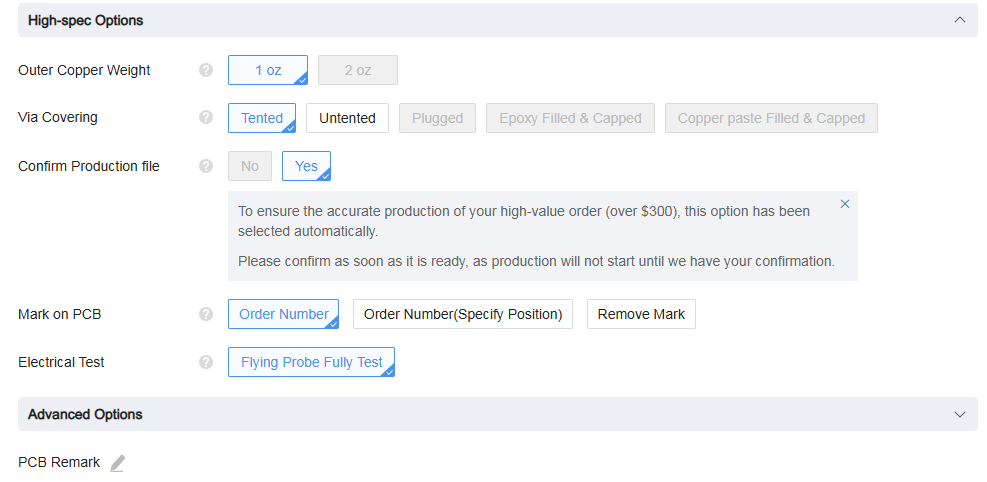 High-spec Options
Outer Copper Weight ? 1 oz 2 oz
Via Covering ? Tented Untented Plugged Epoxy Filled & Capped Copper paste Filled & Capped
Confirm Production file ? No Yes
To ensure the accurate production of your high-value order (over $300), this option has been
selected automatically.
Please confirm as soon as it is ready, as production will not start until we have your confirmation.
Mark on PCB ? Order Number Order Number(Specify Position) Remove Mark
Electrical Test ? Flying Probe Fully Test
Advanced Options
PCB Remark